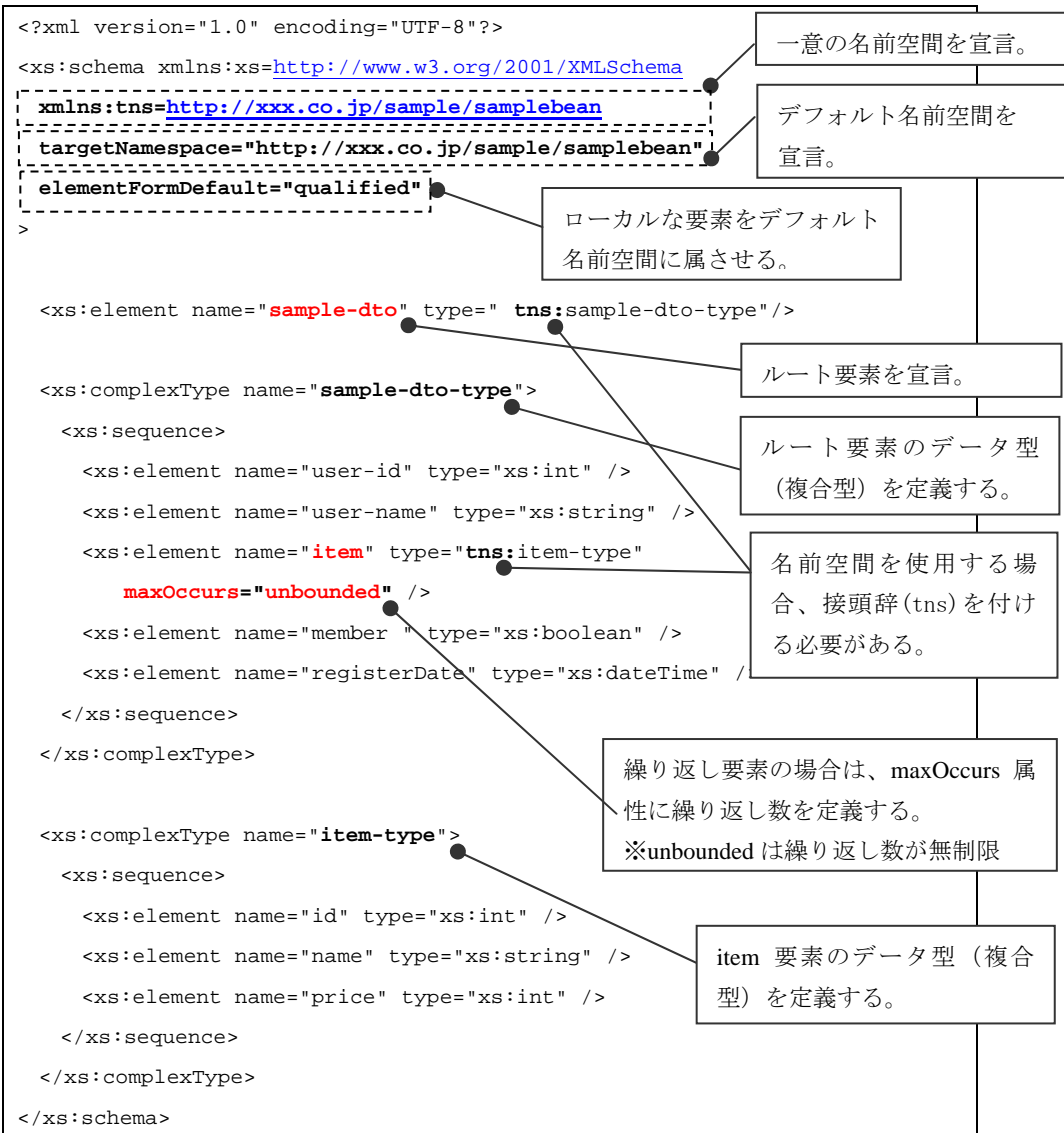 <?xml version="1.0" encoding="UTF-8"?>
<xs:schema xmlns:xs=http://www.w3.org/2001/XMLSchema
xmlns:tns=http://xxx.co.jp/sample/samplebean
targetNamespace="http://xxx.co.jp/sample/samplebean"
elementFormDefault="qualified"
>
一意の名前空間を宣言。
デフォルト名前空間を
宣言。
ローカルな要素をデフォルト
名前空間に属させる。
<xs:element name="sample-dto" type=" tns:sample-dto-type"/>
ルート要素を宣言。
<xs:complexType name="sample-dto-type">
<xs:sequence>
<xs:element name="user-id" type="xs:int" />
<xs:element name="user-name" type="xs:string" />
<xs:element name="item" type="tns:item-type"
maxOccurs="unbounded" />
<xs:element name="member " type="xs:boolean" />
<xs:element name="registerDate" type="xs:dateTime" /
</xs:sequence>
</xs:complexType>
ルート要素のデータ型
（複合型）を定義する。
名前空間を使用する場
合、接頭辞(tns)を付け
る必要がある。
繰り返し要素の場合は、maxOccurs 属
性に繰り返し数を定義する。
※unbounded は繰り返し数が無制限
<xs:complexType name="item-type">
<xs:sequence>
<xs:element name="id" type="xs:int" />
<xs:element name="name" type="xs:string" />
<xs:element name="price" type="xs:int" />
</xs:sequence>
</xs:complexType>
</xs:schema>
item 要素のデータ型（複合
型）を定義する。